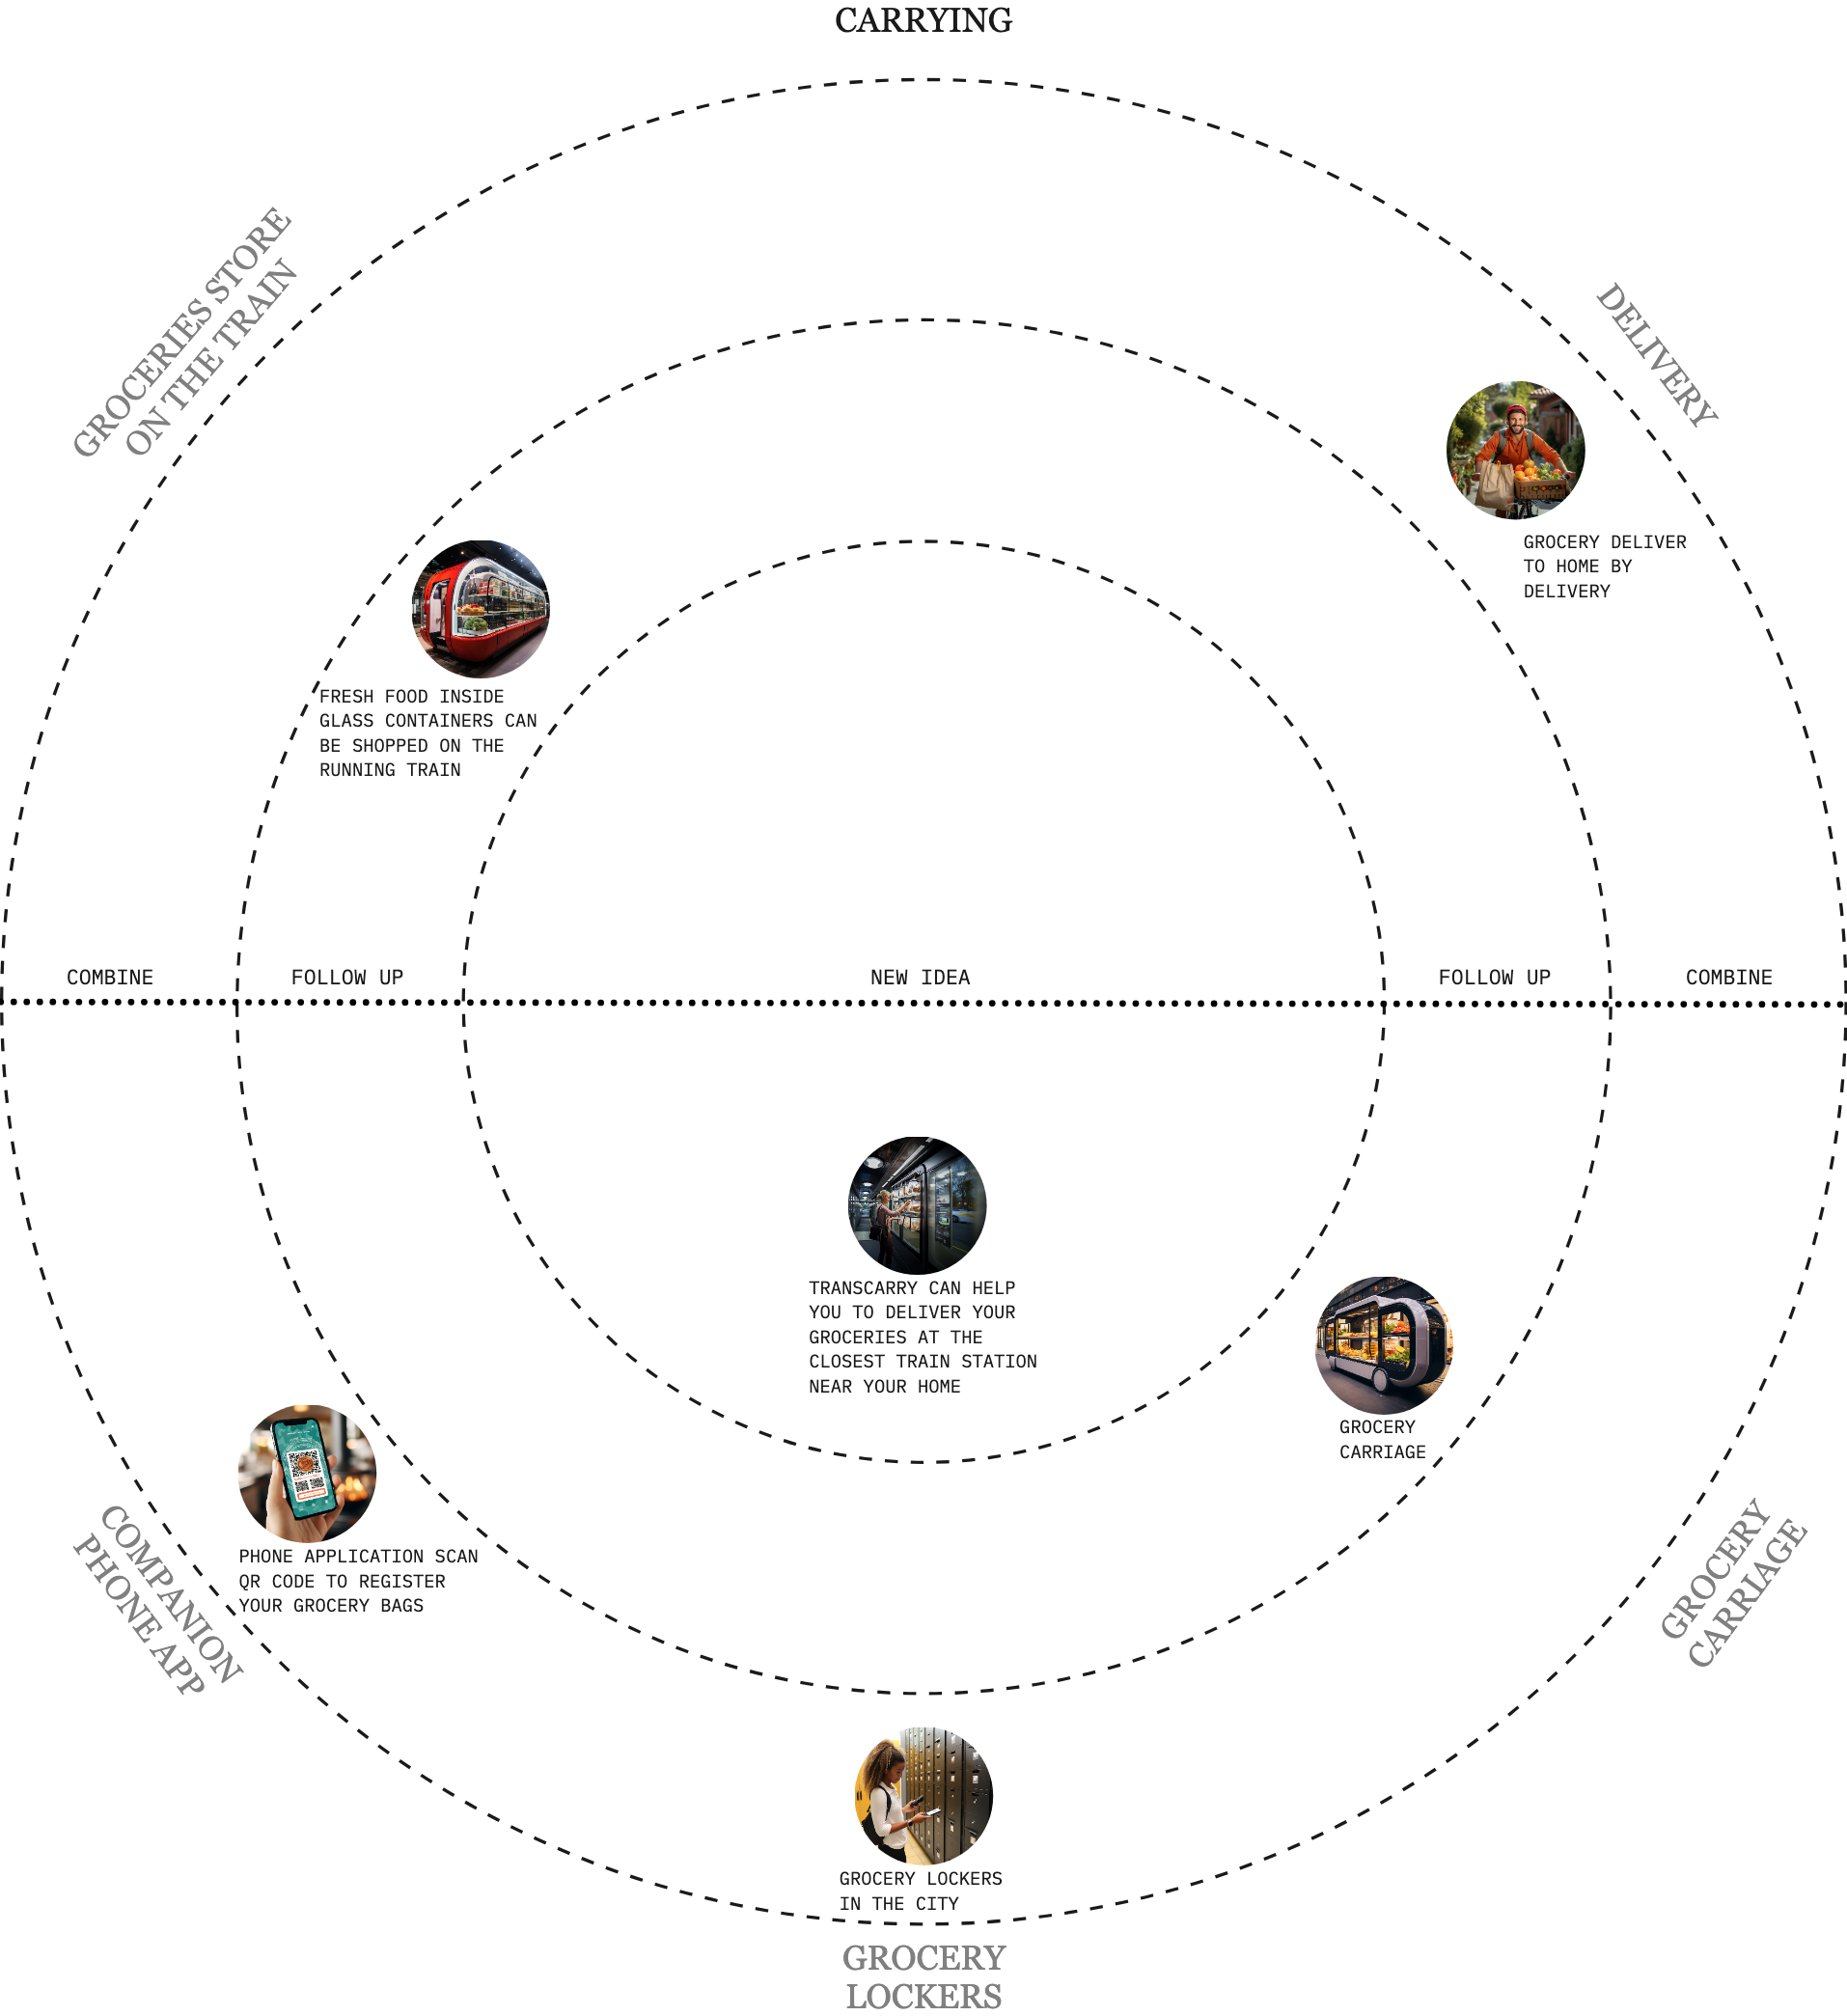 CARRYING
GROCERIES STORE
ON THE TRAIN
DELIVERY
GROCERY DELIVER
TO HOME BY
DELIVERY
FRESH FOOD INSIDE
GLASS CONTAINERS CAN
BE SHOPPED ON THE
RUNNING TRAIN
COMBINE
FOLLOW UP
NEW IDEA
FOLLOW UP
COMBINE
TRANSCARRY CAN HELP
YOU TO DELIVER YOUR
GROCERIES AT THE
CLOSEST TRAIN STATION
NEAR YOUR HOME
GROCERY
CARRIAGE
PHONE APPLICATION SCAN
QR CODE TO REGISTER
YOUR GROCERY BAGS
COMPANION
PHONE APP
GROCERY
CARRIAGE
GROCERY LOCKERS
IN THE CITY
GROCERY
LOCKERS